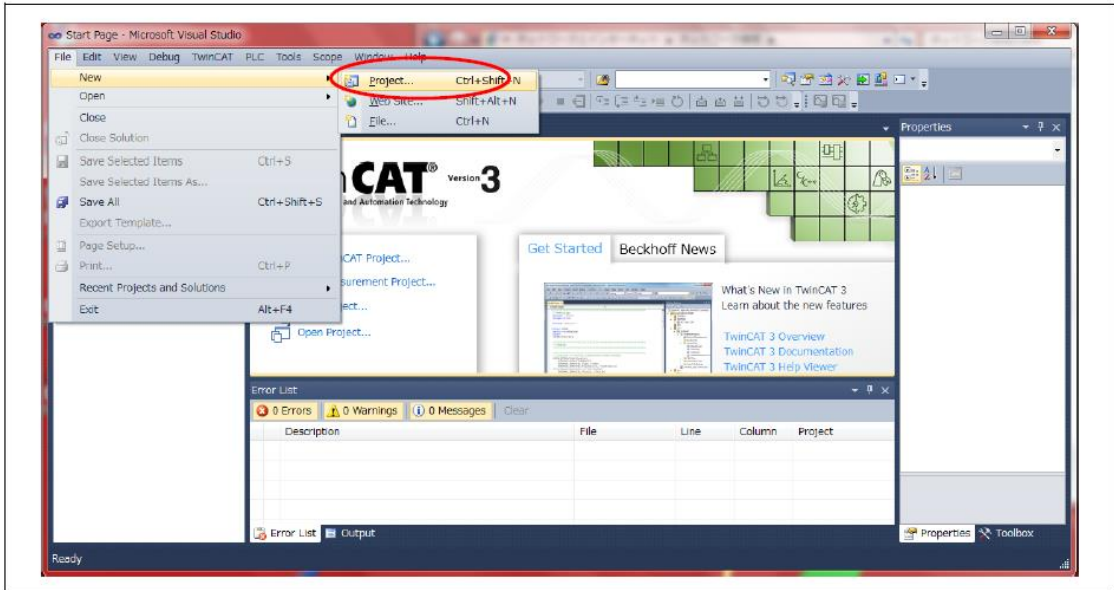 Start Page - Microsoft Visual Studio
File Edit View Debug TwinCAT PLC Tools Scope Window Help
New
Project... Ctrl+Shift+N
Open
Web Site... Shift+Alt+N
Close
File... Ctrl+N
Close Solution
Properties
Save Selected Items Ctrl+S
Save Selected Items As...
Save All Ctrl+Shift+S
Export Template...
Page Setup...
Print... Ctrl+P
Recent Projects and Solutions
Exit Alt+F4
CAT® Version 3
and Automation Technology
CAT Project...
surement Project...
ect...
Open Project...
Get Started Beckhoff News
What's New in TwinCAT 3
Learn about the new features
TwinCAT 3 Overview
TwinCAT 3 Documentation
TwinCAT 3 Help Viewer
Error List
0 Errors 0 Warnings 0 Messages Clear
Description File Line Column Project
Error List Output
Properties Toolbox
Ready